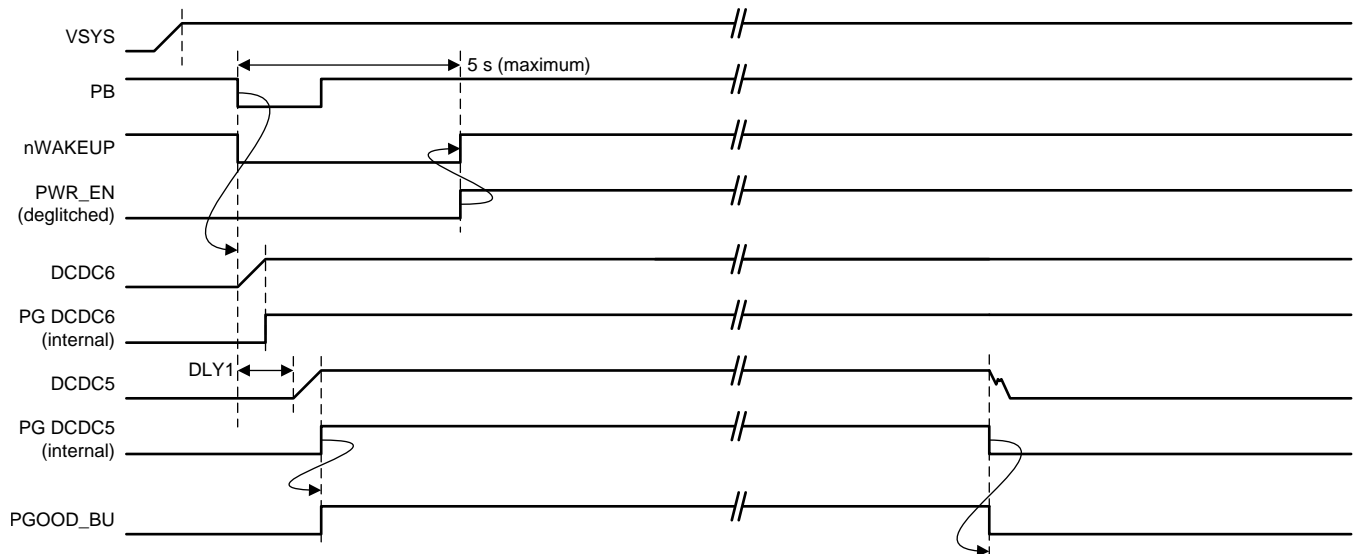 VSYS
5 s (maximum)
PB
nWAKEUP
PWR_EN
(deglitched)
DCDC6
PG DCDC6
(internal)
DLY1
DCDC5
PG DCDC5
(internal)
PGOOD_BU